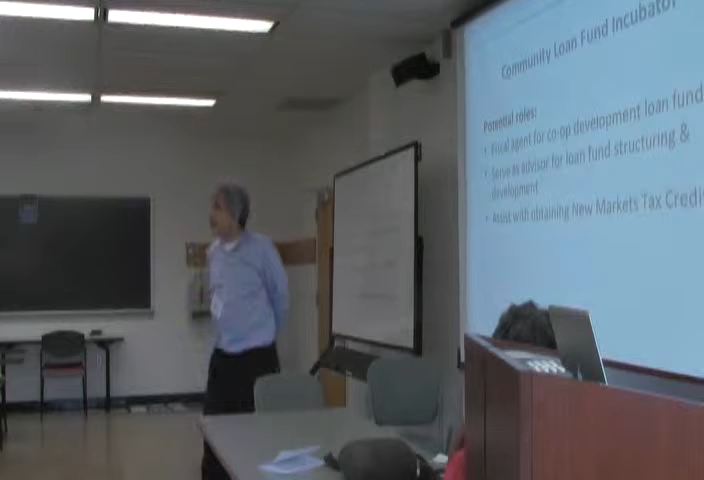 Community Loan Fund Incubator
Potential roles:
• Fiscal agent for co-op development loan fund
• Serve as advisor for loan fund structuring &
development
• Assist with obtaining New Markets Tax Credi